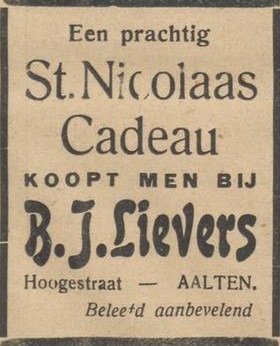 Een prachtig
St. Nicolaas
Cadeau
KOOPT MEN BIJ
B. J. Lievers
Hoogestraat — AALTEN.
Beleefd aanbevelend